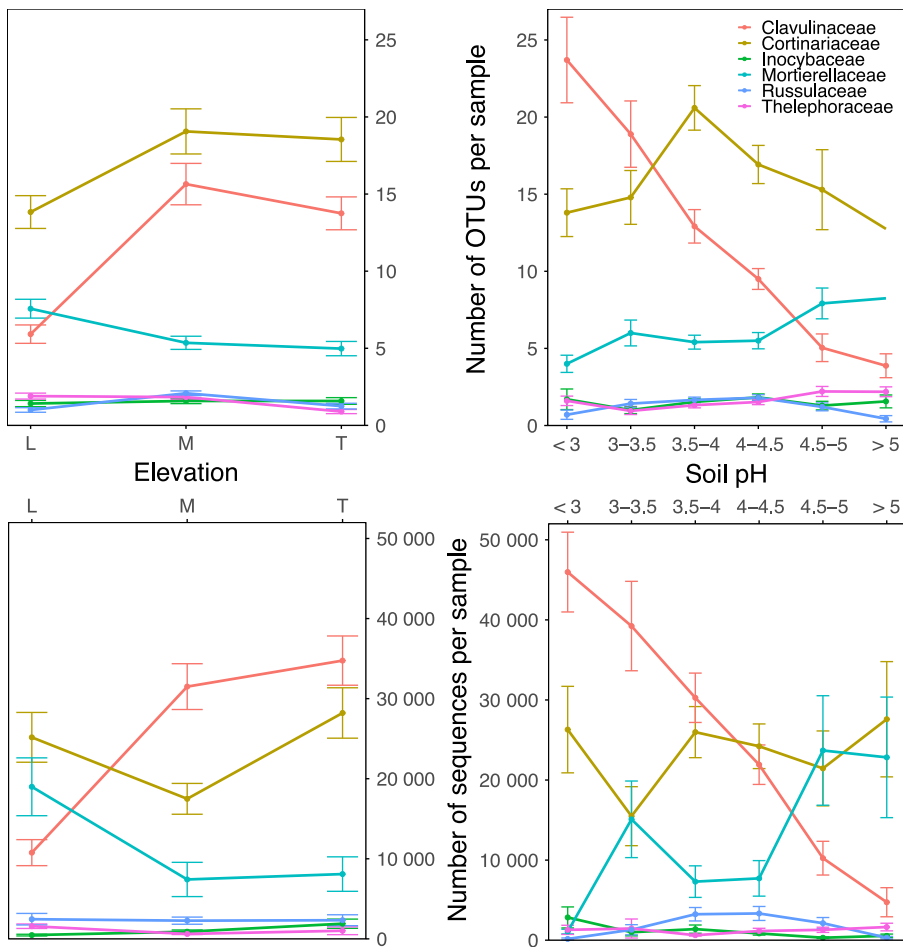 25
20
15
10
5
0
L
M
T
Elevation
Number of OTUs per sample
25
20
15
10
5
0
Clavulinaceae
Cortinariaceae
Inocybaceae
Mortierellaceae
Russulaceae
Thelephoraceae
< 3
3–3.5
3.5–4
4–4.5
4.5–5
> 5
Soil pH
L
M
T
50 000
40 000
30 000
20 000
10 000
0
Number of sequences per sample
< 3
3–3.5
3.5–4
4–4.5
4.5–5
> 5
50 000
40 000
30 000
20 000
10 000
0